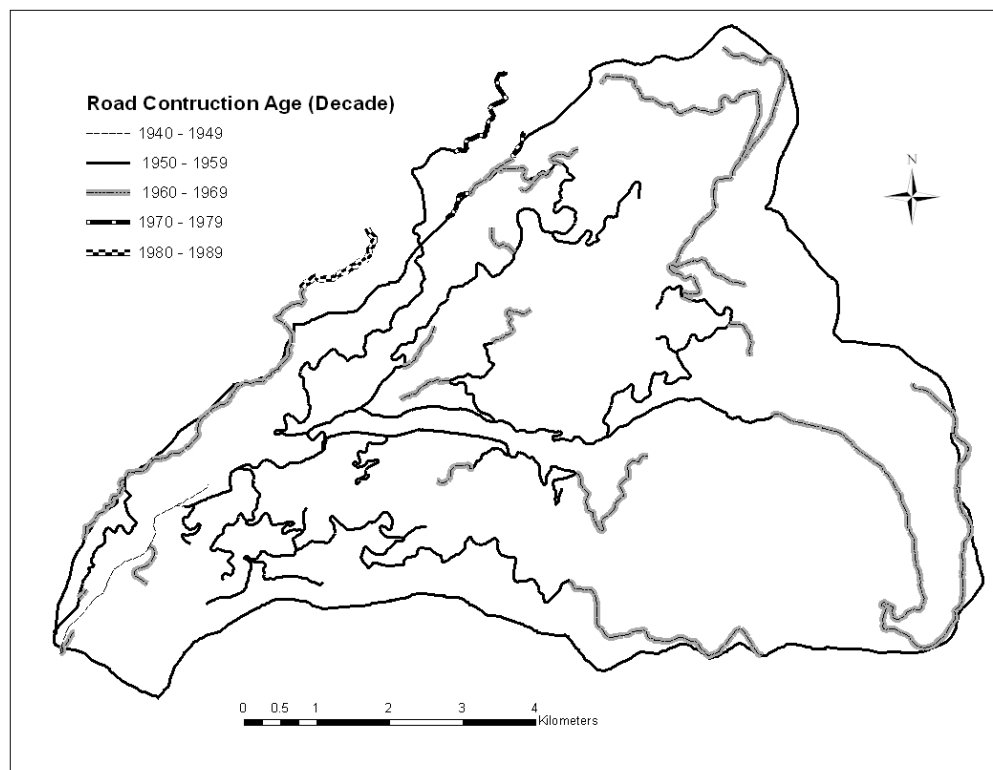 Road Contruction Age (Decade)
1940 - 1949
1950 - 1959
1960 - 1969
1970 - 1979
1980 - 1989
N
0 0.5 1 2 3 4
Kilometers